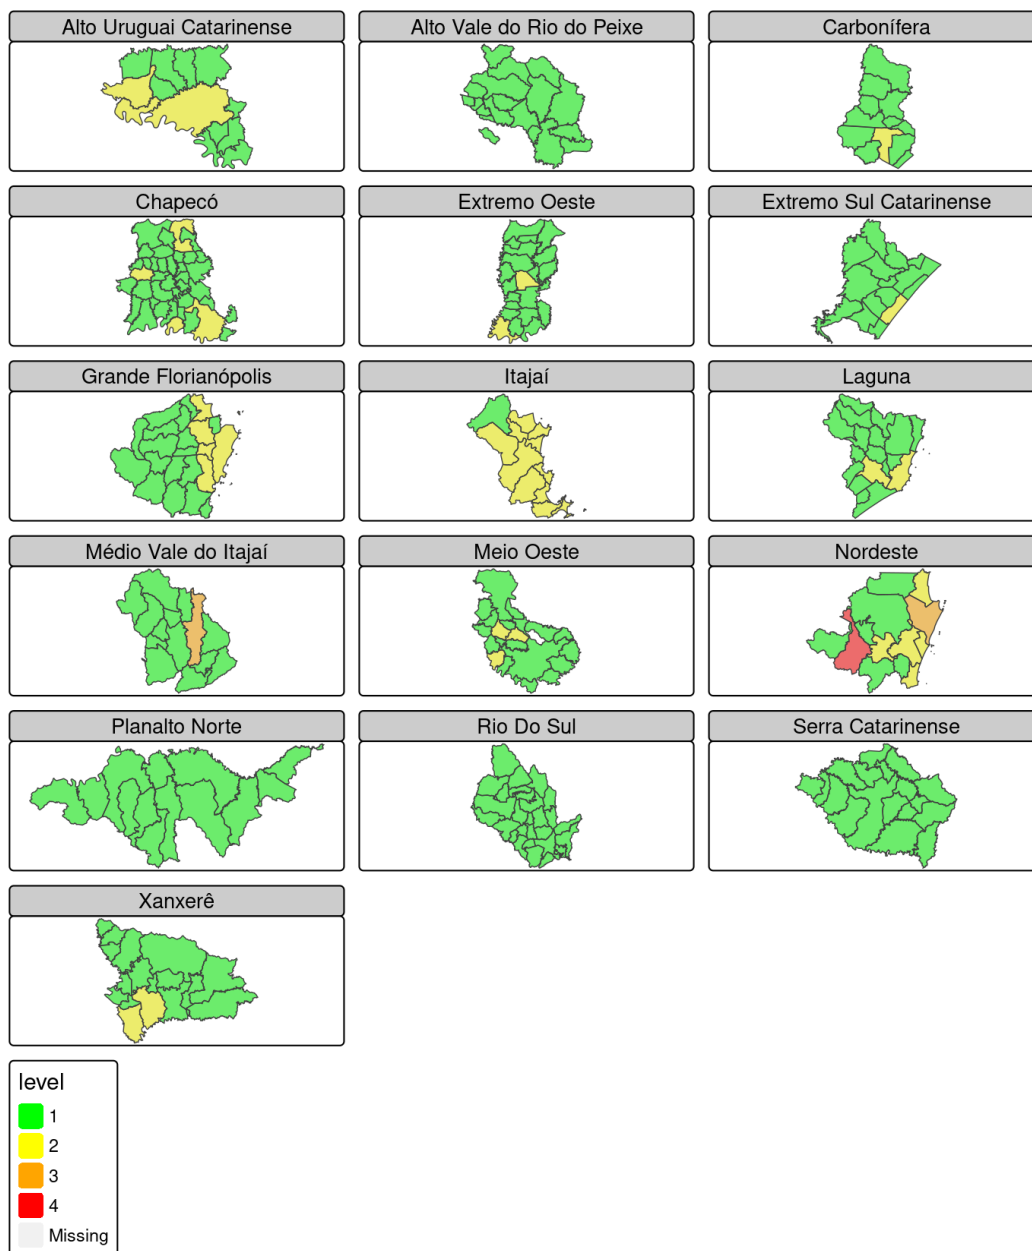 Alto Uruguai Catarinense
Alto Vale do Rio do Peixe
Carbonífera
Chapecó
Extremo Oeste
Extremo Sul Catarinense
Grande Florianópolis
Itajaí
Laguna
Médio Vale do Itajaí
Meio Oeste
Nordeste
Planalto Norte
Rio Do Sul
Serra Catarinense
Xanxerê
level
1
2
3
4
Missing